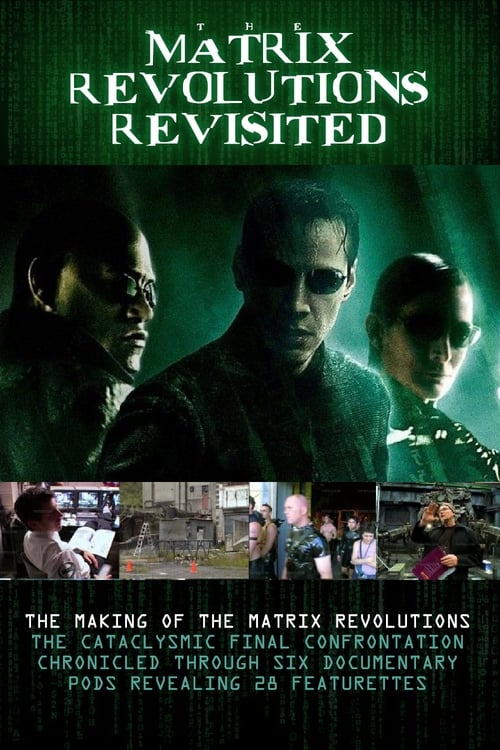 THE
MATRIX
REVOLUTIONS
REVISITED
THE MAKING OF THE MATRIX REVOLUTIONS
THE CATACLYSMIC FINAL CONFRONTATION
CHRONICLED THROUGH SIX DOCUMENTARY
PODS REVEALING 28 FEATURETTES.